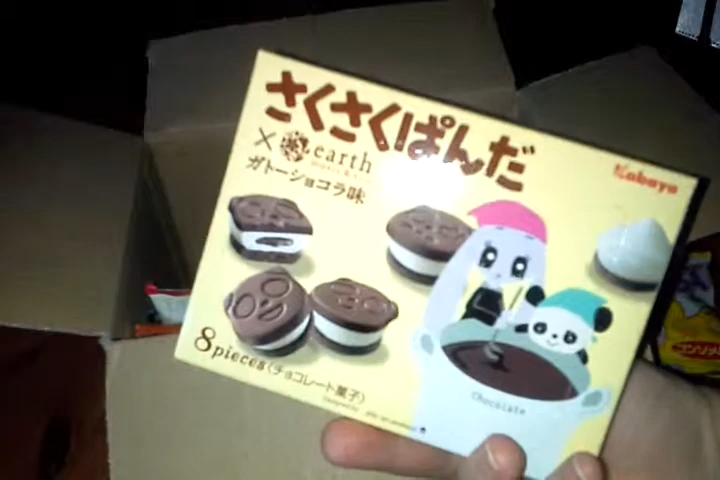 さくさくぱんだ
× earth
ガトーショコラ味
Kabaya
8pieces〈チョコレート菓子〉
Chocolate